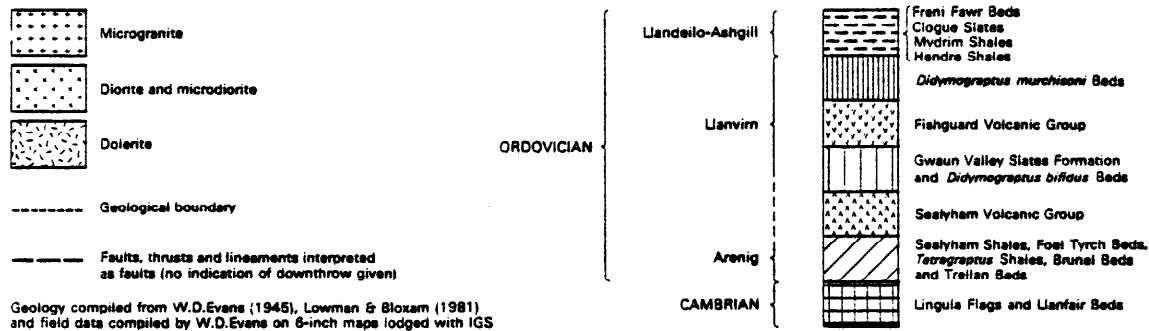 Microgranite
Diorite and microdiorite
Dolerite
Geological boundary
Faults, thrusts and lineaments interpreted
as faults (no indication of downthrow given)
Geology compiled from W.D.Evans (1945), Lowman & Bloxam (1981)
and field data compiled by W.D.Evans on 6-inch maps lodged with IGS
ORDOVICIAN
Llandeilo-Ashgill
Llanvirn
Arenig
CAMBRIAN
Freni Fawr Beds
Clogue Slates
Mydrim Shales
Hendre Shales
Didymograptus murchisoni Beds
Fishguard Volcanic Group
Gwaun Valley Slates Formation
and Didymograptus bifidus Beds
Sealyham Volcanic Group
Sealyham Shales, Foel Tyrch Beds,
Tetragraptus Shales, Brunel Beds
and Trellan Beds
Lingula Flags and Llanfair Beds